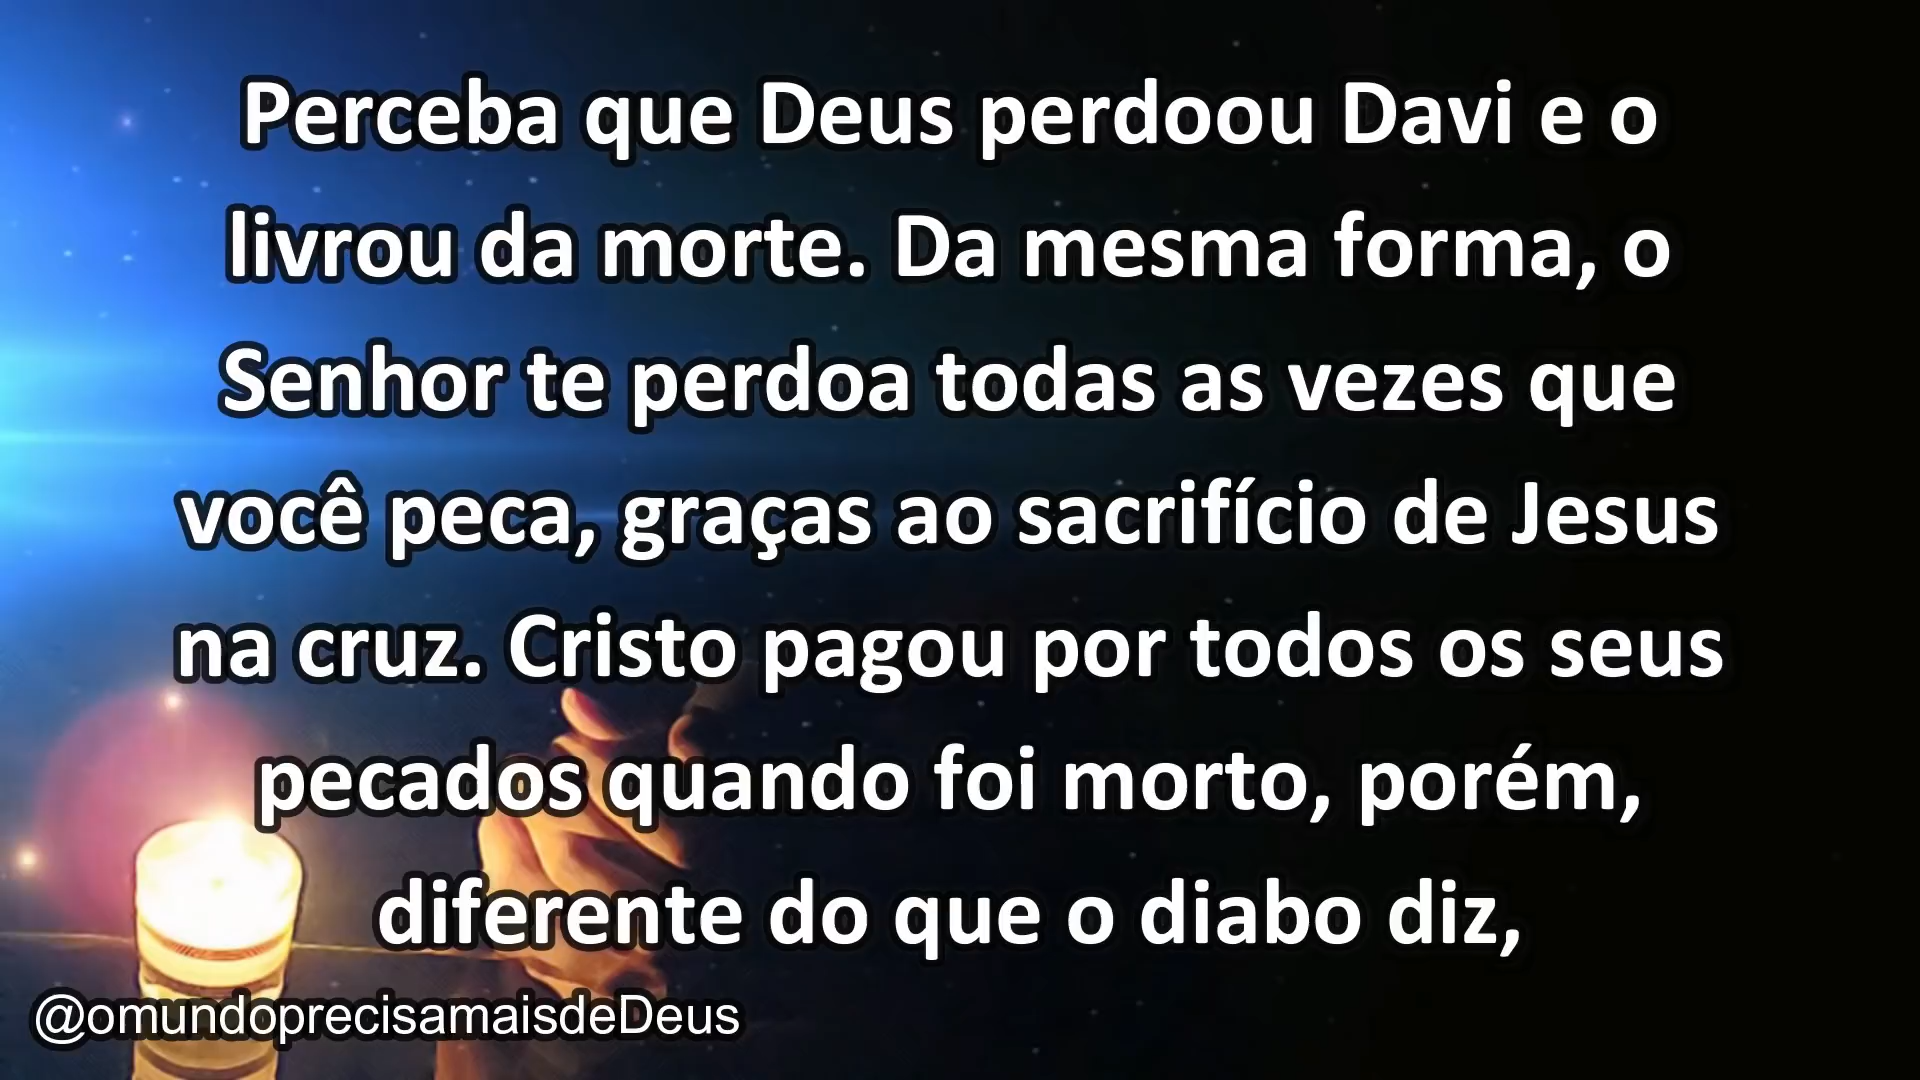 Perceba que Deus perdoou Davi e o
livrou da morte. Da mesma forma, o
Senhor te perdoa todas as vezes que
você peca, graças ao sacrifício de Jesus
na cruz. Cristo pagou por todos os seus
pecados quando foi morto, porém,
diferente do que o diabo diz,
@omundoprecisamaisdeDeus